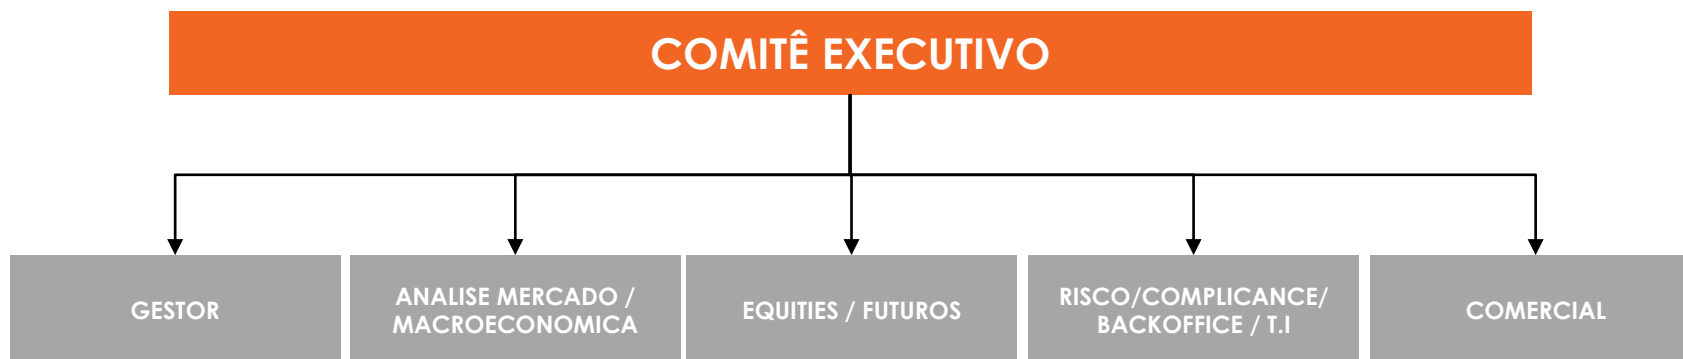 COMITÊ EXECUTIVO
GESTOR
ANALISE MERCADO /
MACROECONOMICA
EQUITIES / FUTUROS
RISCO/COMPLICANCE/
BACKOFFICE / T.I
COMERCIAL